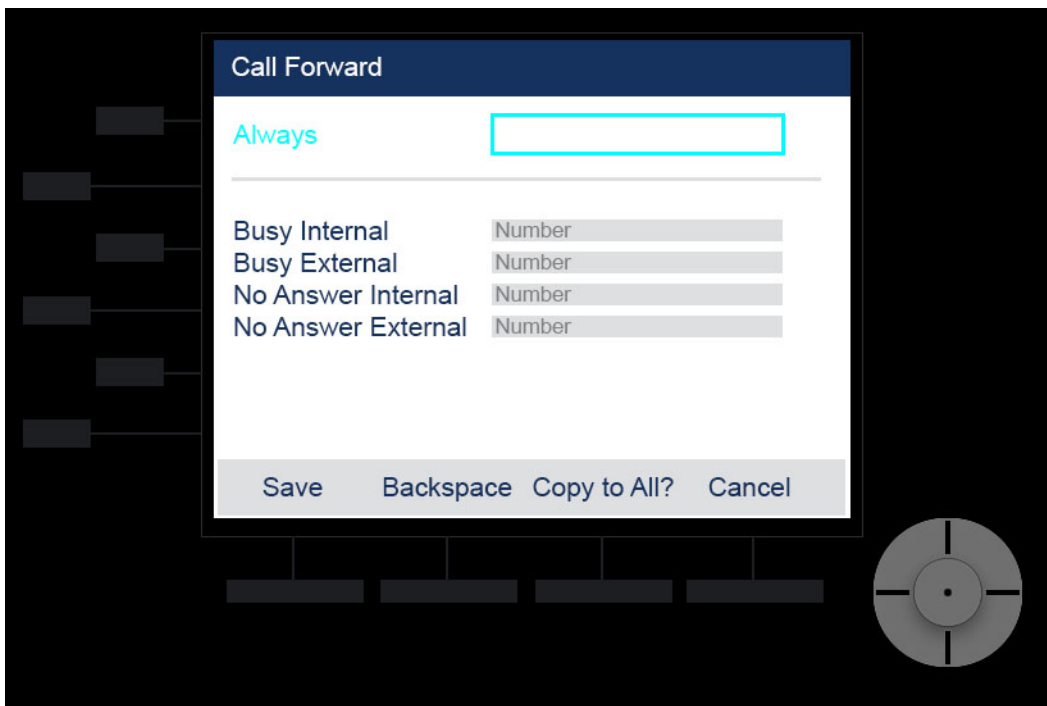 Call Forward
Always
Busy Internal Number
Busy External Number
No Answer Internal Number
No Answer External Number
Save Backspace Copy to All? Cancel